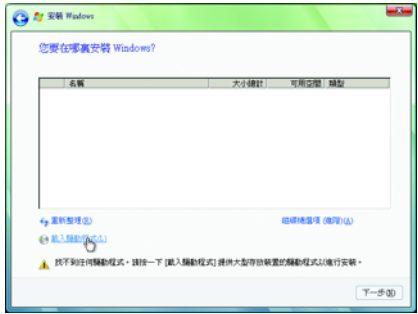 安裝 Windows
您要在哪裏安裝 Windows?
名稱 大小總計 可用空間 類型
重新整理(R)
磁碟機選項 (進階)(A)
載入驅動程式(L)
找不到任何驅動程式。請按一下 [載入驅動程式] 提供大型存放裝置的驅動程式以進行安裝。
下一步(N)